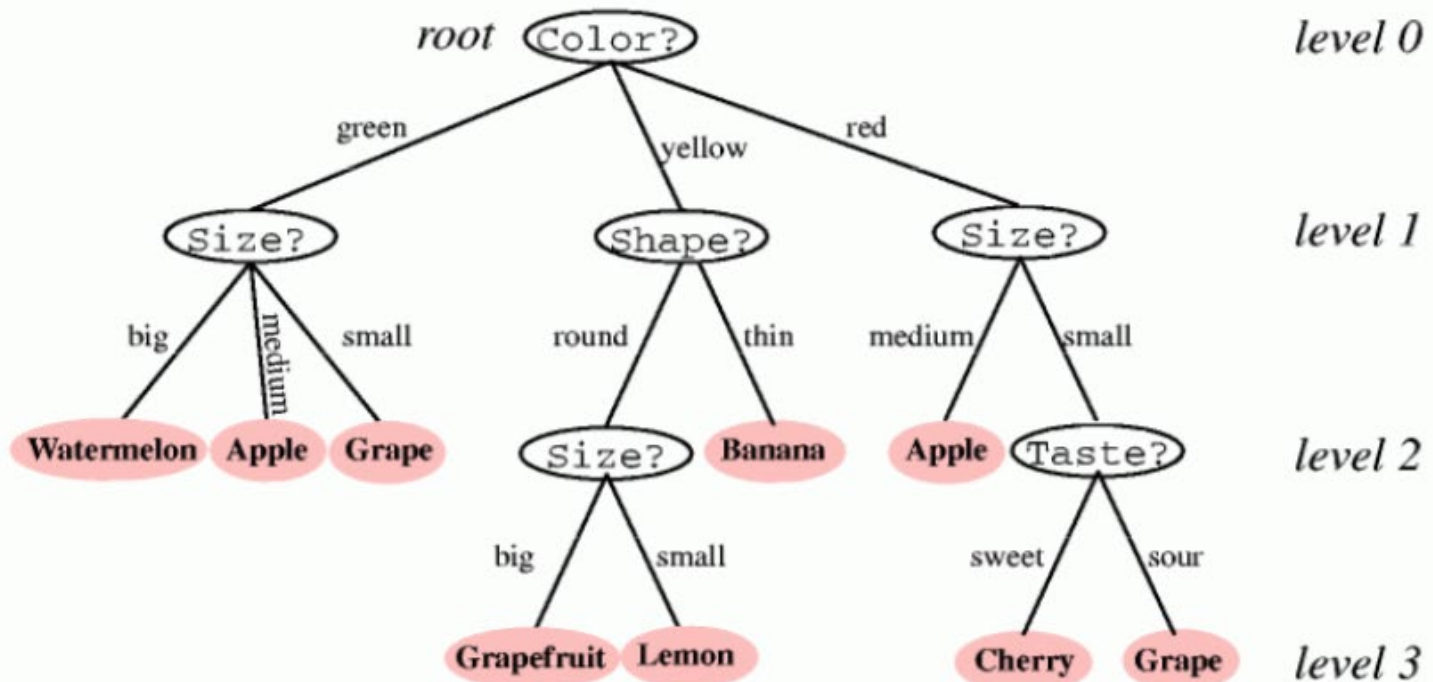 root Color? level 0
green yellow red
Size? Shape? Size? level 1
big medium small round thin medium small
Watermelon Apple Grape Size? Banana Apple Taste? level 2
big small sweet sour
Grapefruit Lemon Cherry Grape level 3